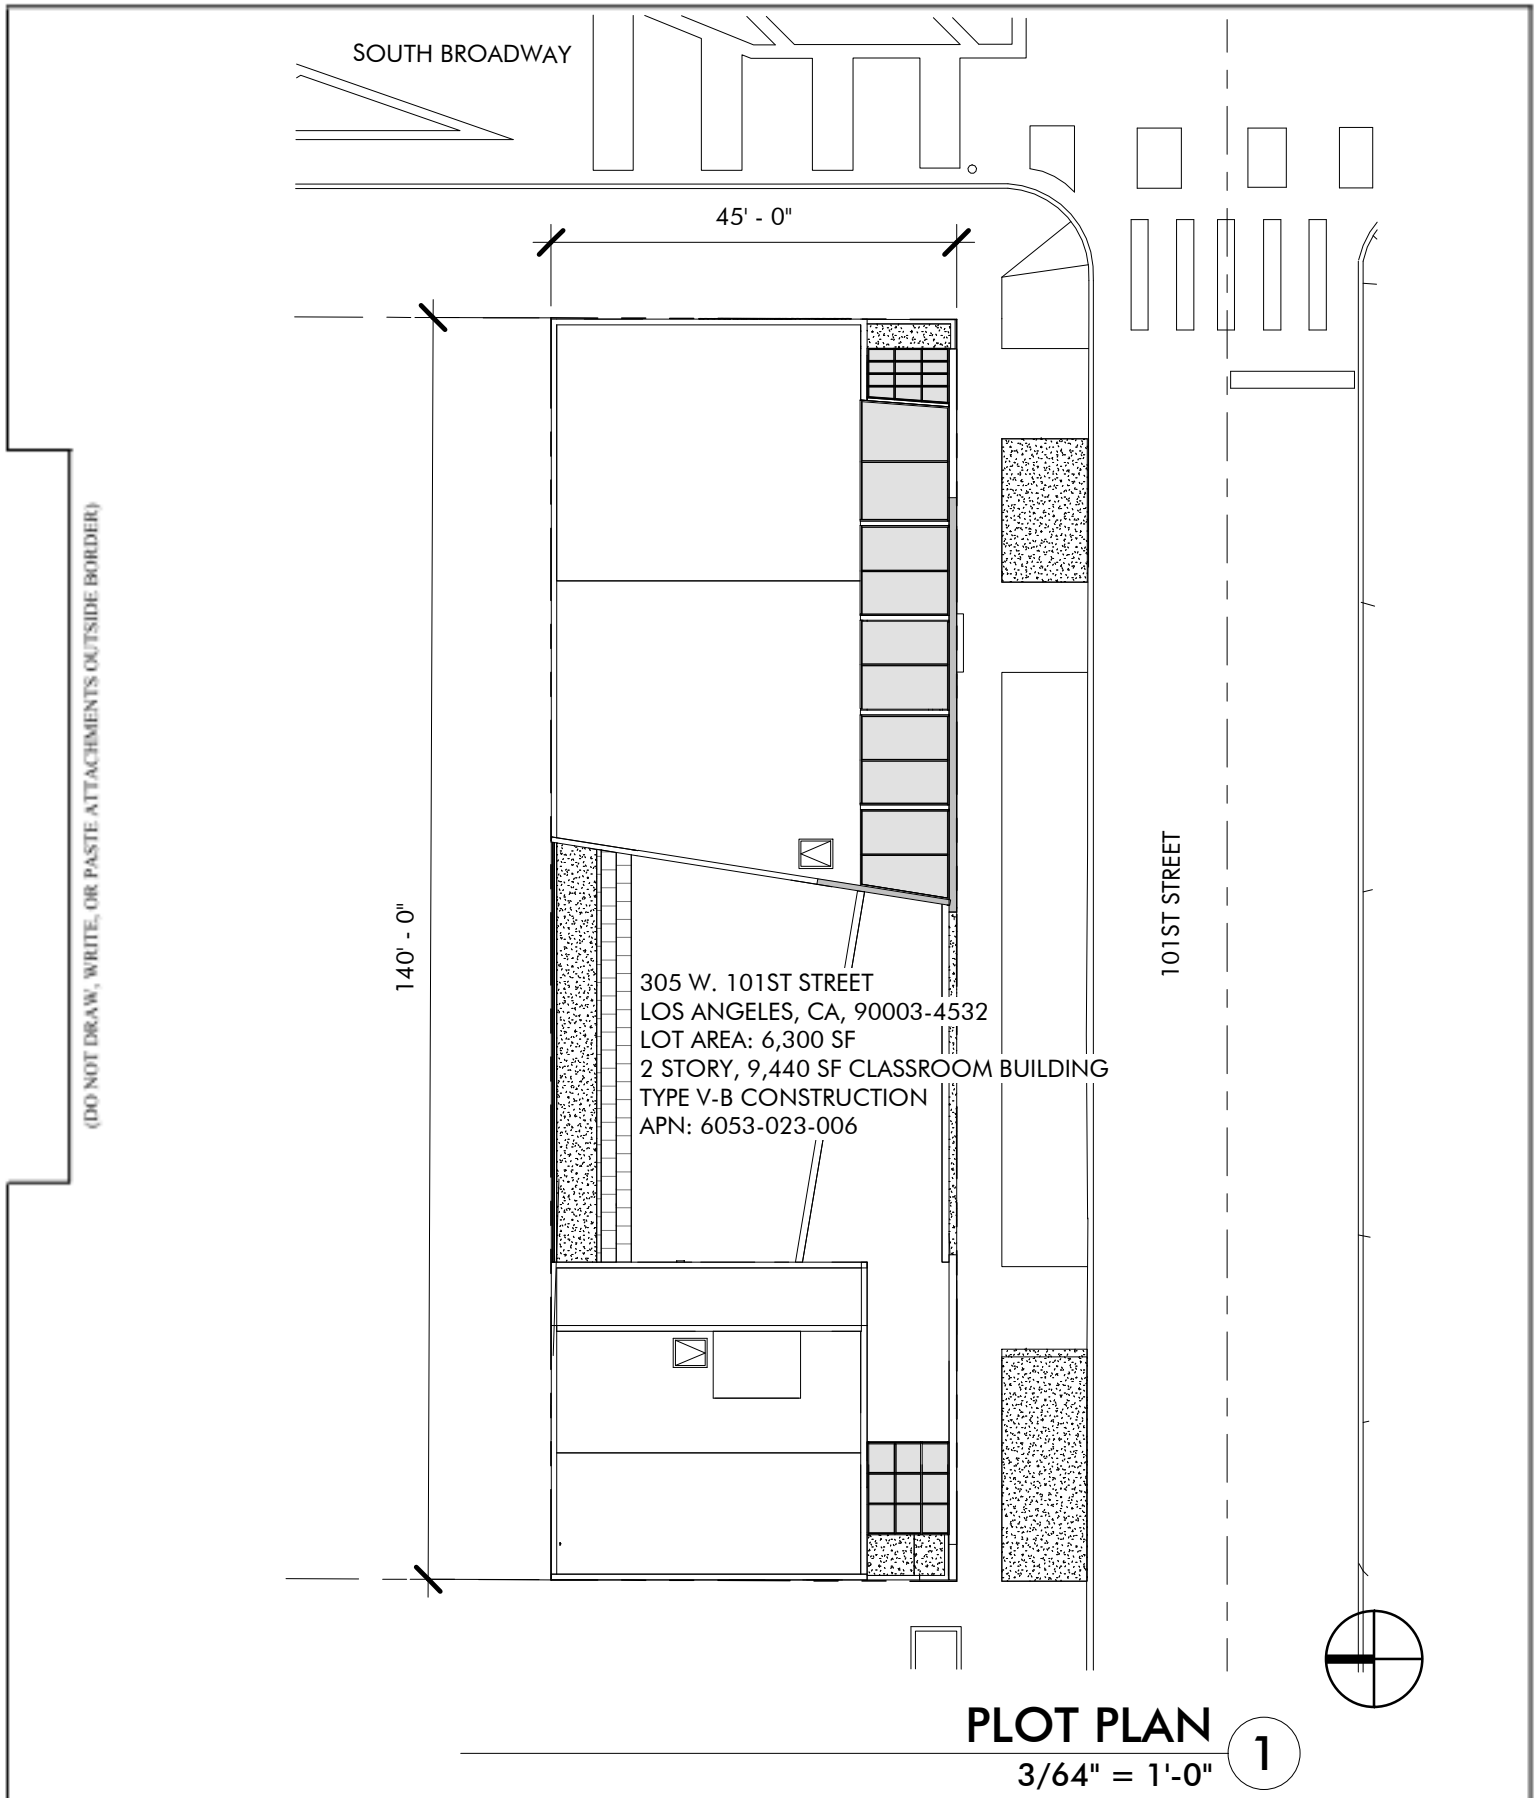 SOUTH BROADWAY
45' - 0"
(DO NOT DRAW, WRITE, OR PASTE ATTACHMENTS OUTSIDE BORDER)
140' - 0"
101ST STREET
305 W. 101ST STREET
LOS ANGELES, CA, 90003-4532
LOT AREA: 6,300 SF
2 STORY, 9,440 SF CLASSROOM BUILDING
TYPE V-B CONSTRUCTION
APN: 6053-023-006
PLOT PLAN
1
3/64" = 1'-0"